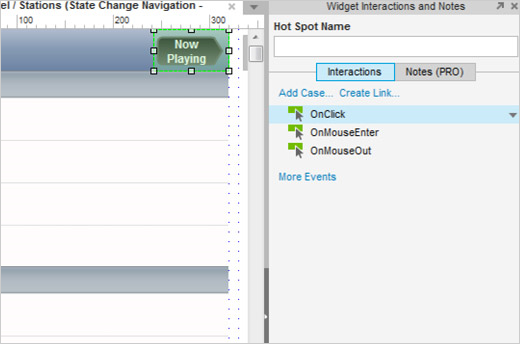 el / Stations (State Change Navigation -
100 200 300
Now
Playing
Widget Interactions and Notes
Hot Spot Name
Interactions Notes (PRO)
Add Case... Create Link...
OnClick
OnMouseEnter
OnMouseOut
More Events